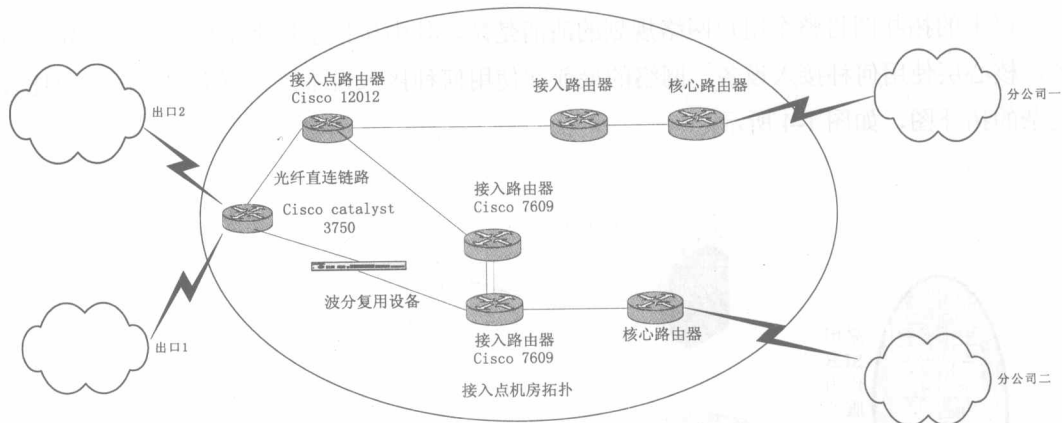 接入点路由器
Cisco 12012
接入路由器
核心路由器
分公司一
出口2
光纤直连链路
接入路由器
Cisco 7609
Cisco catalyst
3750
波分复用设备
出口1
接入路由器
Cisco 7609
核心路由器
接入点机房拓扑
分公司二